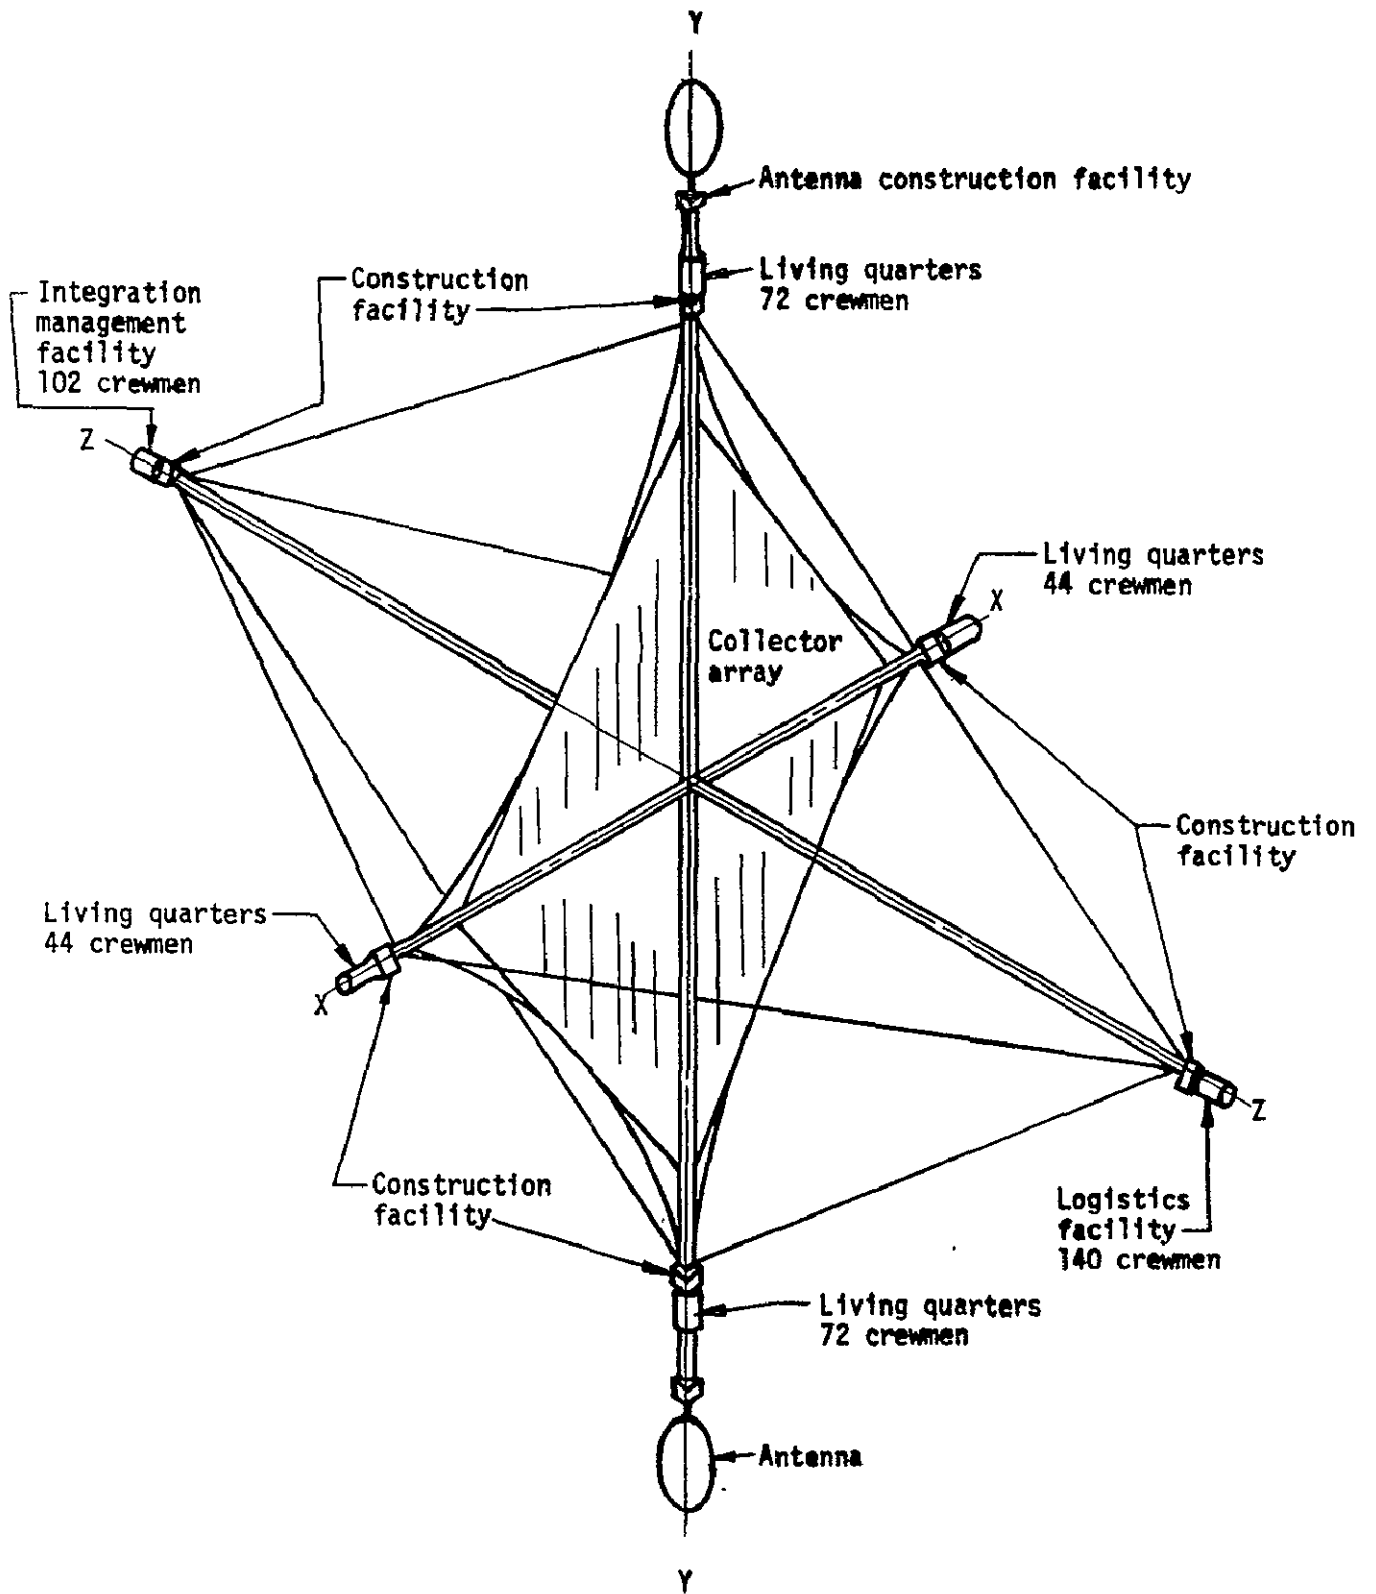 Y
Antenna construction facility
Living quarters
72 crewmen
Construction
facility
Integration
management
facility
102 crewmen
Z
Living quarters
44 crewmen
X
Collector
array
Construction
facility
Living quarters
44 crewmen
X
Z
Construction
facility
Logistics
facility
140 crewmen
Living quarters
72 crewmen
Antenna
Y